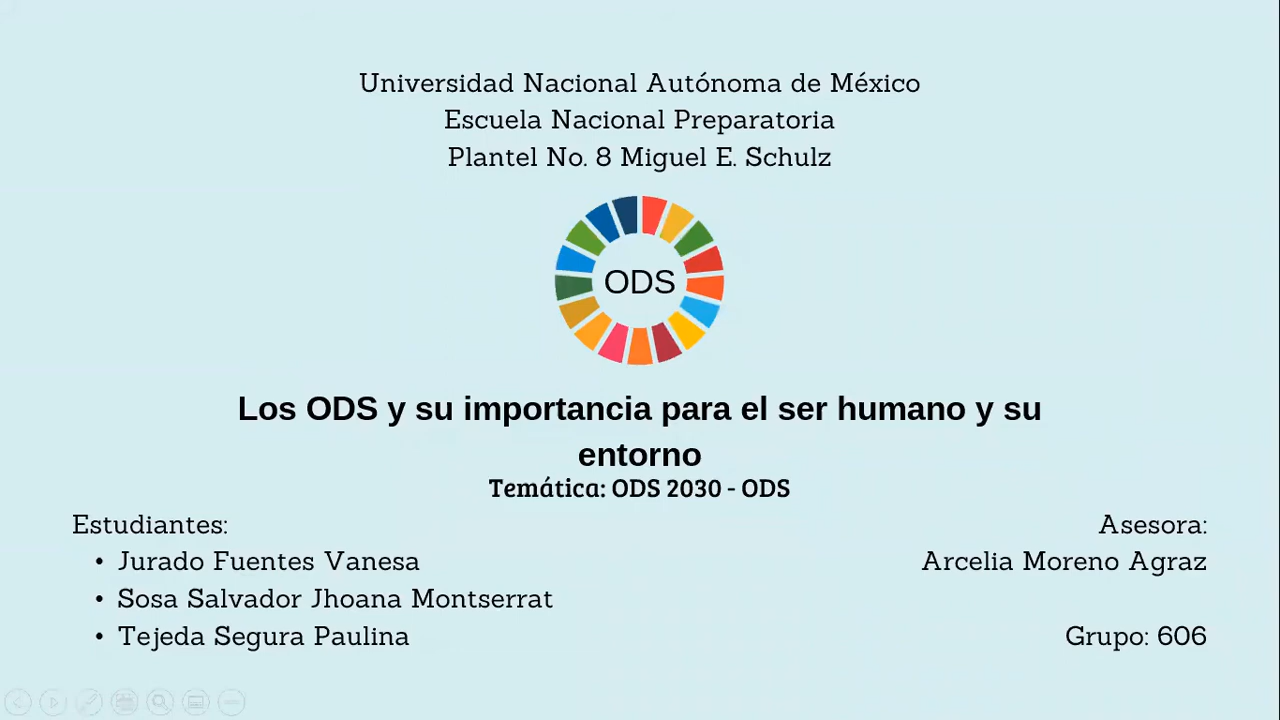 Universidad Nacional Autónoma de México
Escuela Nacional Preparatoria
Plantel No. 8 Miguel E. Schulz
ODS
Los ODS y su importancia para el ser humano y su
entorno
Temática: ODS 2030 - ODS
Estudiantes:
• Jurado Fuentes Vanesa
• Sosa Salvador Jhoana Montserrat
• Tejeda Segura Paulina
Asesora:
Arcelia Moreno Agraz
Grupo: 606